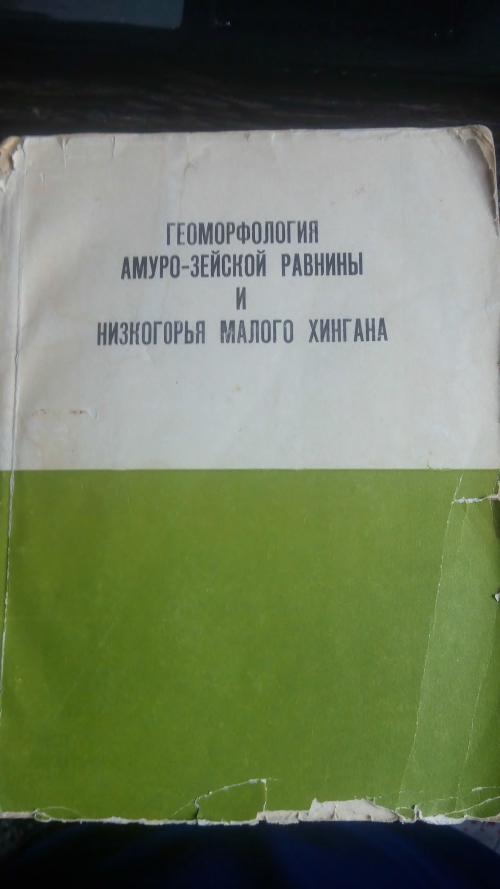 ГЕОМОРФОЛОГИЯ
АМУРО-ЗЕЙСКОЙ РАВНИНЫ
И
НИЗКОГОРЬЯ МАЛОГО ХИНГАНА